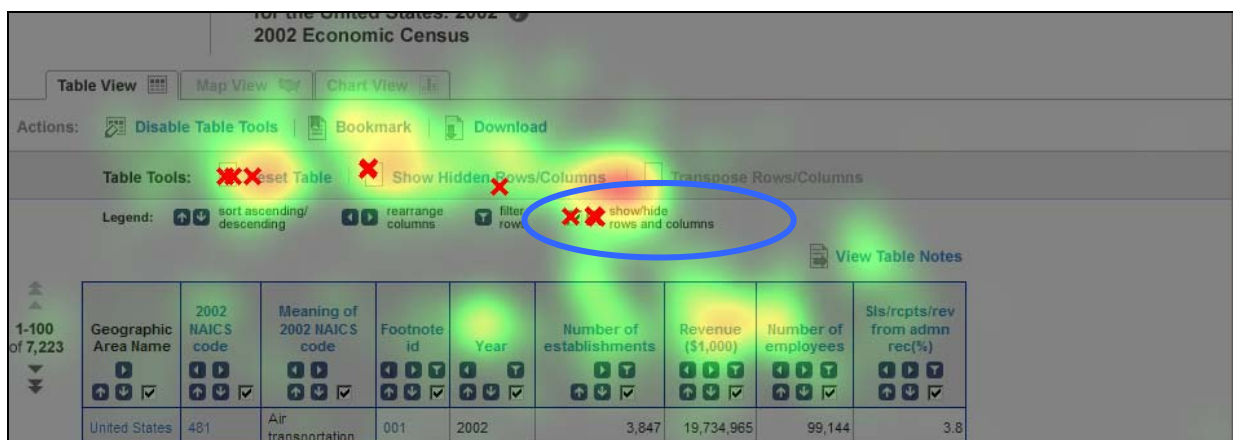 for the United States: 2002
2002 Economic Census
Table View Map View Chart View
Actions: Disable Table Tools Bookmark Download
Table Tools: Reset Table Show Hidden Rows/Columns Transpose Rows/Columns
Legend: sort ascending/ rearrange filter show/hide
descending columns rows rows and columns
View Table Notes
2002 Meaning of Sls/rcpts/rev
1-100 Geographic NAICS 2002 NAICS Footnote Number of Revenue Number of from admn
of 7,223 Area Name code code id Year establishments ($1,000) employees rec(%)
United States 481 Air transportation 001 2002 3,847 19,734,965 99,144 3.8